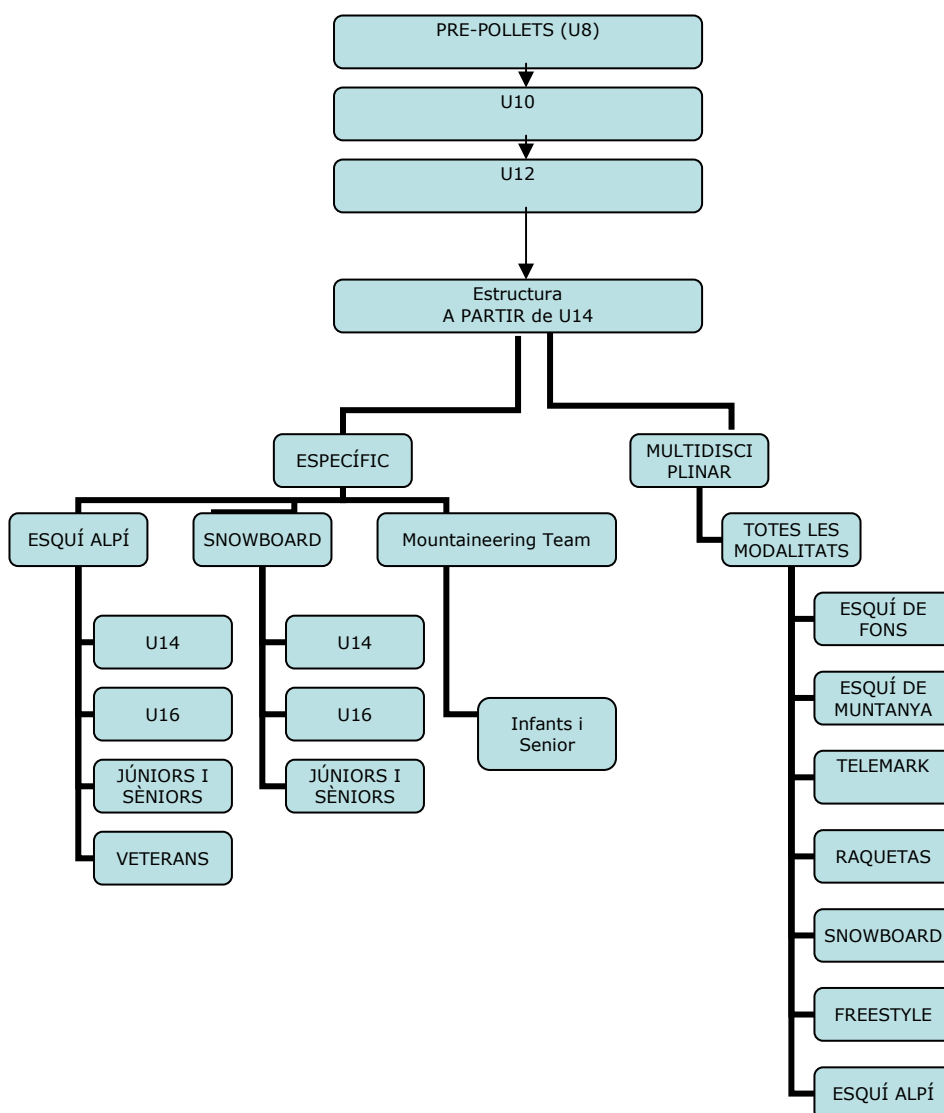 PRE-POLLETS (U8)
U10
U12
Estructura
A PARTIR de U14
ESPECÍFIC
MULTIDISCI
PLINAR
ESQUÍ ALPÍ
SNOWBOARD
Mountaineering Team
TOTES LES
MODALITATS
U14
U16
JÚNIORS I
SÈNIORS
VETERANS
U14
U16
JÚNIORS I
SÈNIORS
Infants i
Senior
ESQUÍ DE
FONS
ESQUÍ DE
MUNTANYA
TELEMARK
RAQUETAS
SNOWBOARD
FREESTYLE
ESQUÍ ALPÍ